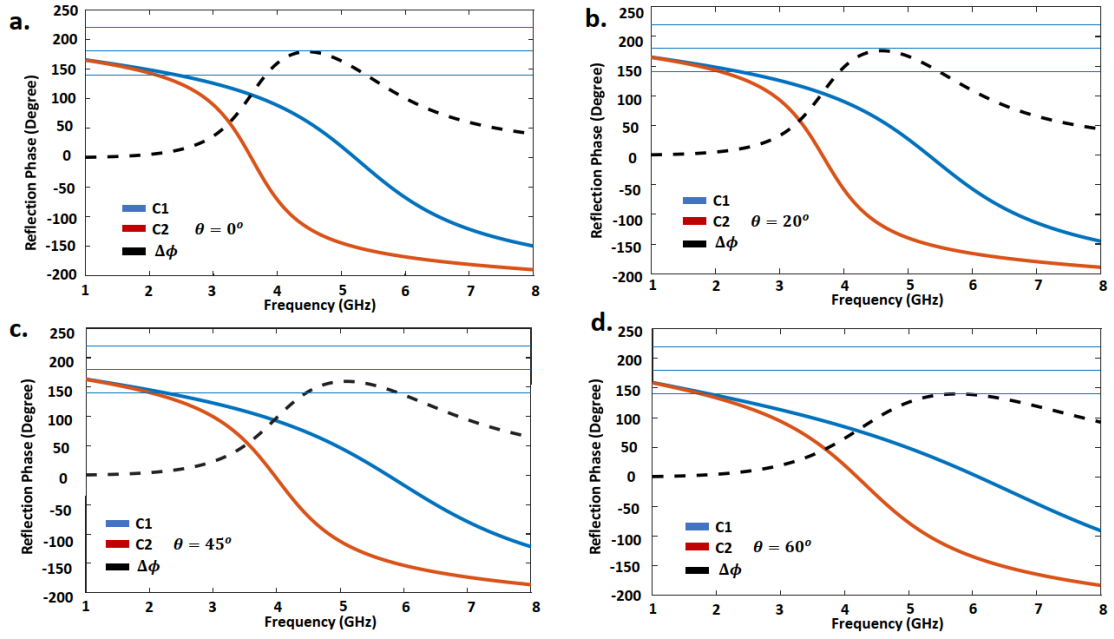 a.
250
200
150
100
50
0
-50
-100
-150
-200
Reflection Phase (Degree)
C1
C2 θ = 0°
Δϕ
1 2 3 4 5 6 7 8
Frequency (GHz)
b.
250
200
150
100
50
0
-50
-100
-150
-200
Reflection Phase (Degree)
C1
C2 θ = 20°
Δϕ
1 2 3 4 5 6 7 8
Frequency (GHz)
c.
250
200
150
100
50
0
-50
-100
-150
-200
Reflection Phase (Degree)
C1
C2 θ = 45°
Δϕ
1 2 3 4 5 6 7 8
Frequency (GHz)
d.
250
200
150
100
50
0
-50
-100
-150
-200
Reflection Phase (Degree)
C1
C2 θ = 60°
Δϕ
1 2 3 4 5 6 7 8
Frequency (GHz)